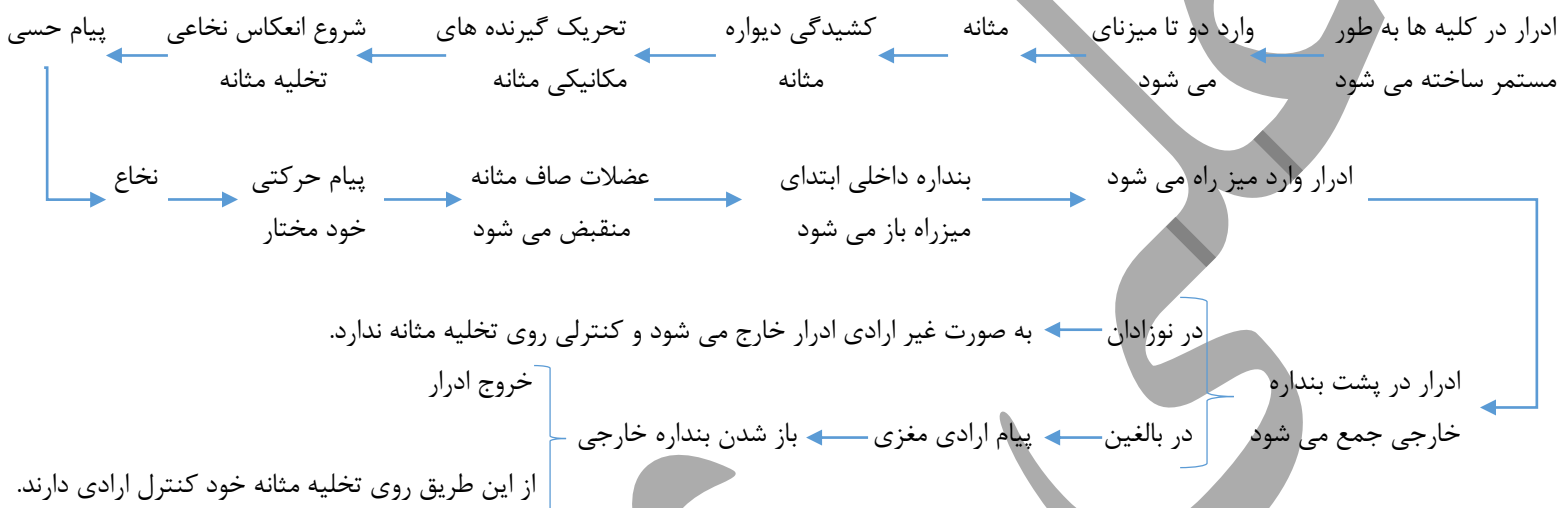 ادرار در کلیه ها به طور
مستمر ساخته می شود
وارد دو تا میزنای
می شود
مثانه
کشیدگی دیواره
مثانه
تحریک گیرنده های
مکانیکی مثانه
شروع انعکاس نخاعی
تخلیه مثانه
پیام حسی
نخاع
پیام حرکتی
خود مختار
عضلات صاف مثانه
منقبض می شود
بنداره داخلی ابتدای
میزراه باز می شود
ادرار وارد میز راه می شود
ادرار در پشت بنداره
خارجی جمع می شود
در نوزادان
به صورت غیر ارادی ادرار خارج می شود و کنترلی روی تخلیه مثانه ندارد.
در بالغین
پیام ارادی مغزی
باز شدن بنداره خارجی
خروج ادرار
از این طریق روی تخلیه مثانه خود کنترل ارادی دارند.